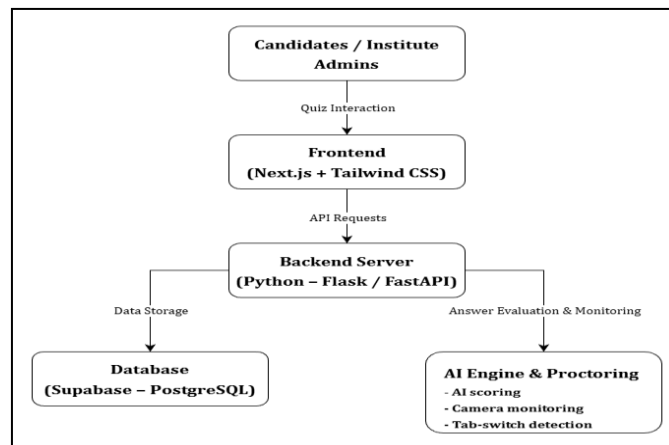 Candidates / Institute
Admins
Quiz Interaction
Frontend
(Next.js + Tailwind CSS)
API Requests
Backend Server
(Python – Flask / FastAPI)
Data Storage
Answer Evaluation & Monitoring
Database
(Supabase – PostgreSQL)
AI Engine & Proctoring
- AI scoring
- Camera monitoring
- Tab-switch detection